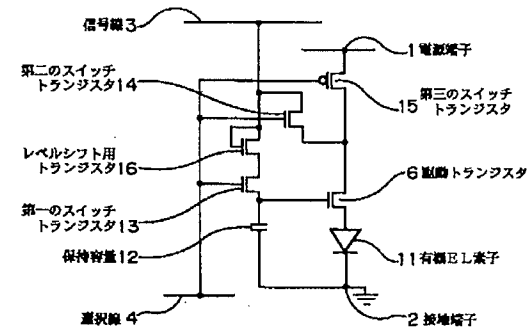 信号線3
1電源端子
第二のスイッチ
トランジスタ14
15
第三のスイッチ
トランジスタ
レベルシフト用
トランジスタ16
6駆動トランジスタ
第一のスイッチ
トランジスタ13
保持容量12
11有機EL素子
選択線4
2接地端子